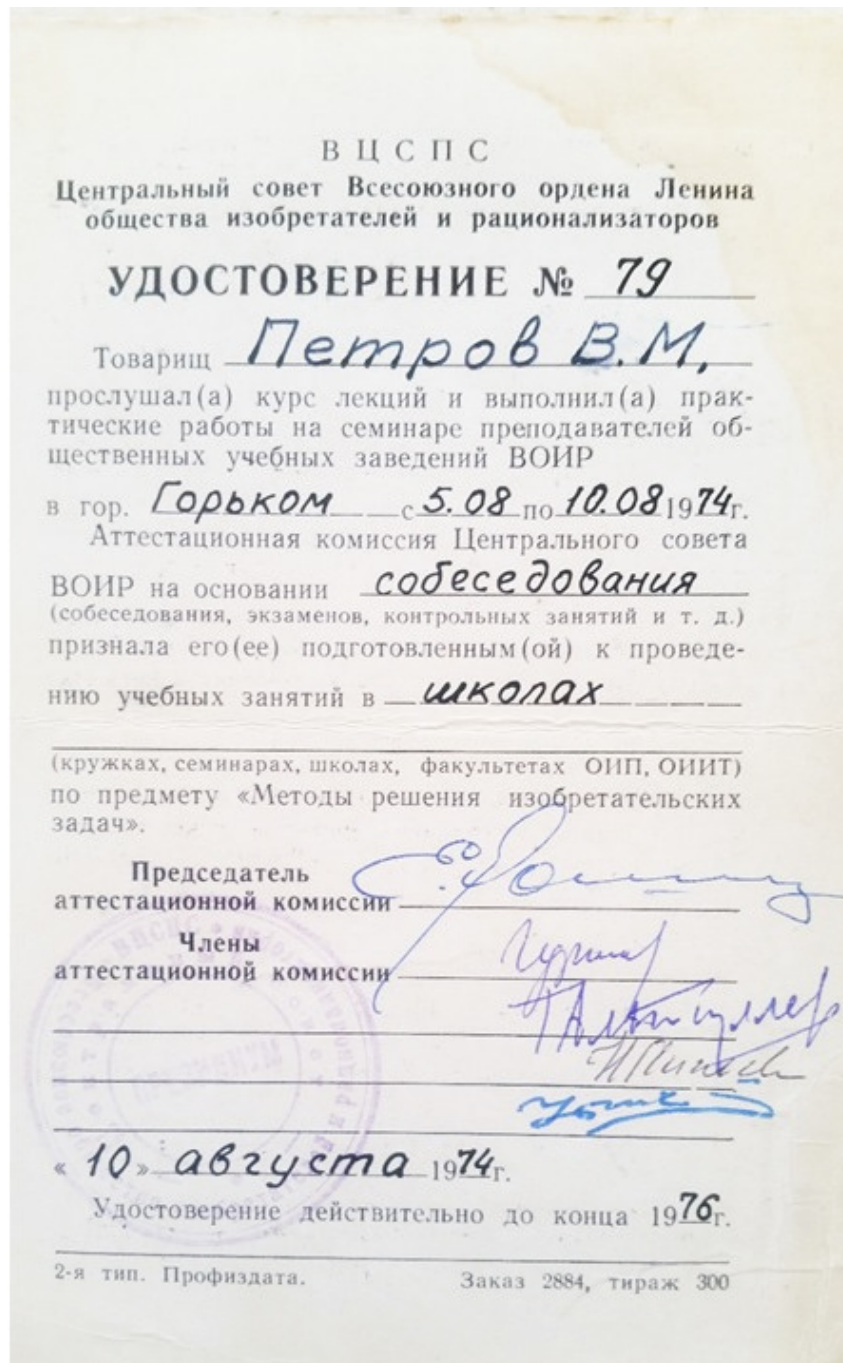 ВЦСПС
Центральный совет Всесоюзного ордена Ленина
общества изобретателей и рационализаторов
УДОСТОВЕРЕНИЕ № 79
Товарищ Петров В.М.
прослушал(а) курс лекций и выполнил(а) прак-
тические работы на семинаре преподавателей об-
щественных учебных заведений ВОИР
в гор. Горьком с 5.08 по 10.08 1974г.
Аттестационная комиссия Центрального совета
ВОИР на основании собеседования
(собеседования, экзаменов, контрольных занятий и т. д.)
признала его(ее) подготовленным(ой) к проведе-
нию учебных занятий в школах
(кружках, семинарах, школах, факультетах ОИП, ОИИТ)
по предмету «Методы решения изобретательских
задач».
Председатель
аттестационной комиссии
Члены
аттестационной комиссии
Альтшуллер
«10» августа 1974г.
Удостоверение действительно до конца 1976г.
2-я тип. Профиздата. Заказ 2884, тираж 300